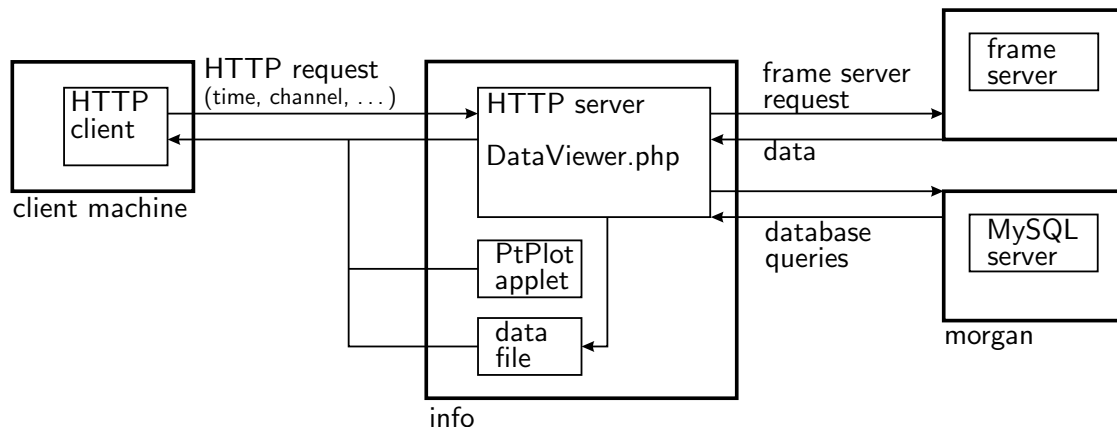 HTTP
client
client machine
HTTP request
(time, channel, . . . )
HTTP server
DataViewer.php
PtPlot
applet
data
file
info
frame server
request
data
database
queries
frame
server
MySQL
server
morgan